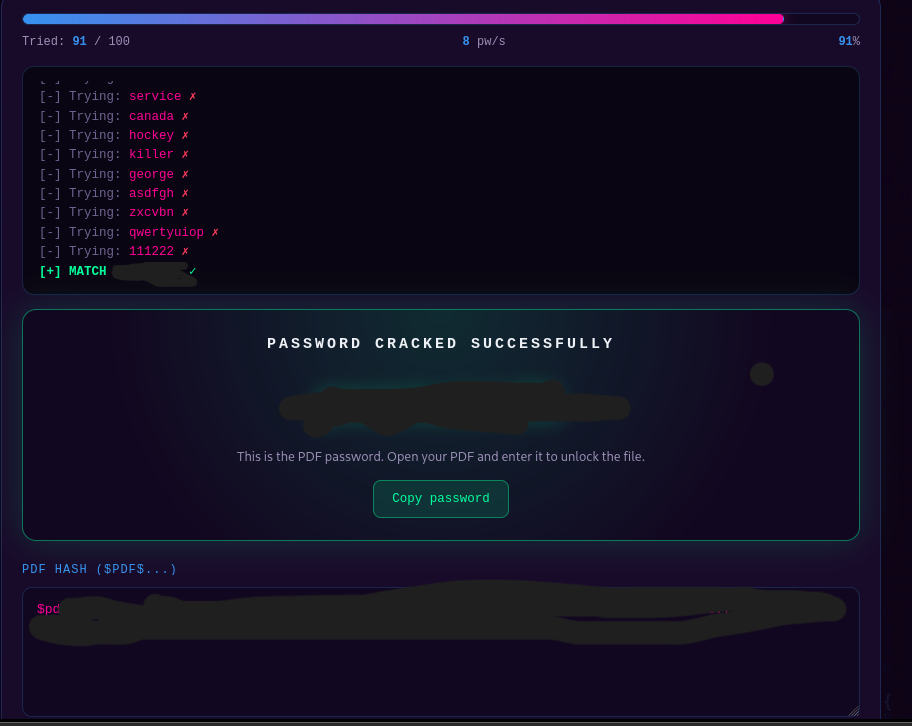 Tried: 91 / 100 8 pw/s 91%
[-] Trying: service ✗
[-] Trying: canada ✗
[-] Trying: hockey ✗
[-] Trying: killer ✗
[-] Trying: george ✗
[-] Trying: asdfgh ✗
[-] Trying: zxcvbn ✗
[-] Trying: qwertyuiop ✗
[-] Trying: 111222 ✗
[+] MATCH ✓
PASSWORD CRACKED SUCCESSFULLY
This is the PDF password. Open your PDF and enter it to unlock the file.
Copy password
PDF HASH ($PDF$...)
$pd